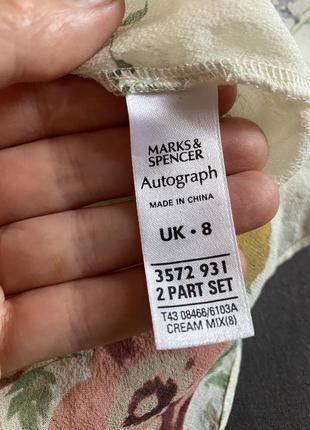 MARKS&
SPENCER
Autograph
MADE IN CHINA
UK • 8
3572 931
2 PART SET
T43 08466/6103A
CREAM MIX(8)